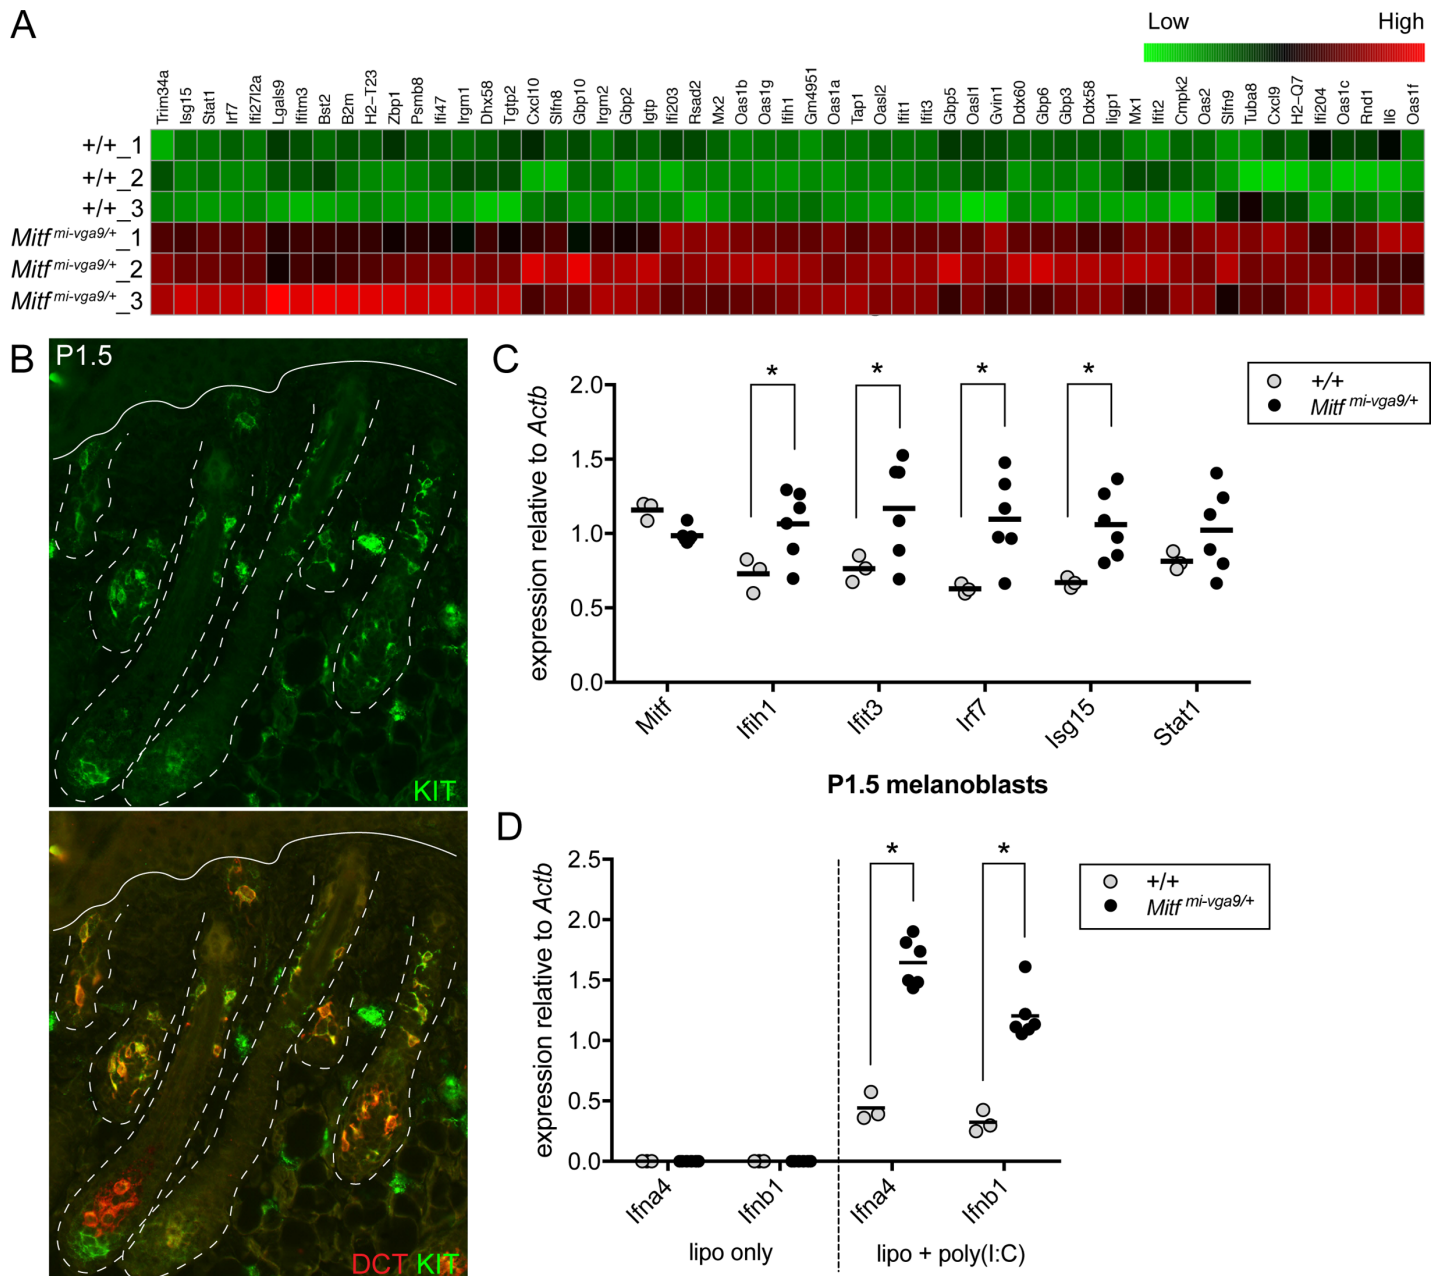 A
Low High
Trim34a Isg15 Stat1 Irf7 Ifi27l2a Lgals9 Ifitm3 Bst2 B2m H2-T23 Zbp1 Psmb8 Ifi47 Irgm1 Dhx58 Tgtp2 Cxcl10 Slfn8 Gbp10 Irgm2 Gbp2 Igtp Ifi203 Rsad2 Mx2 Oas1b Oas1g Ifih1 Gm4951 Oas1a Tap1 Oasl2 Ifit1 Ifit3 Gbp5 Oasl1 Gvin1 Ddx60 Gbp6 Gbp3 Ddx58 Iigp1 Mx1 Ifit2 Cmpk2 Oas2 Slfn9 Tuba8 Cxcl9 H2-Q7 Ifi204 Oas1c Rnd1 Il6 Oas1f
+/+_1
+/+_2
+/+_3
Mitf mi-vga9/+_1
Mitf mi-vga9/+_2
Mitf mi-vga9/+_3
B
P1.5
KIT
DCT KIT
C
expression relative to Actb
2.0
1.5
1.0
0.5
0.0
* * * *
+/+
Mitf mi-vga9/+
Mitf Ifih1 Ifit3 Irf7 Isg15 Stat1
P1.5 melanoblasts
D
expression relative to Actb
2.5
2.0
1.5
1.0
0.5
0.0
* *
+/+
Mitf mi-vga9/+
Ifna4 Ifnb1 Ifna4 Ifnb1
lipo only lipo + poly(I:C)